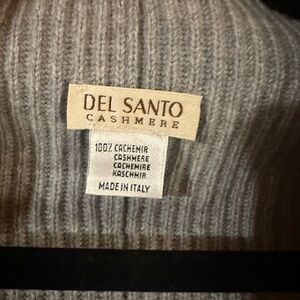 DEL SANTO
CASHMERE
100% CACHEMIR
CASHMERE
CACHEMIRE
KASCHMIR
MADE IN ITALY